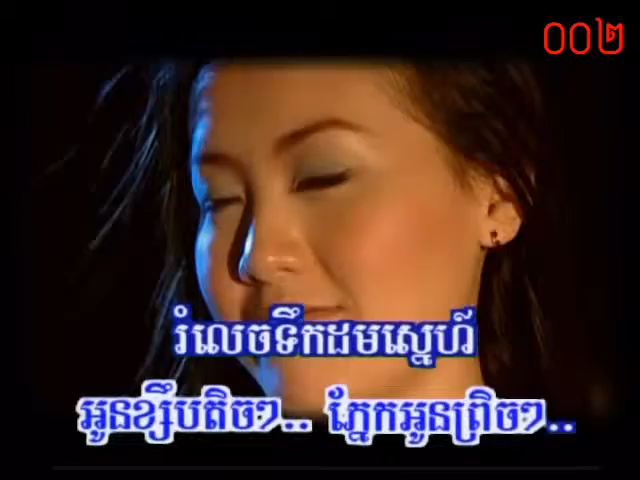 ០០២
រំលេចទឹកដមស្នេហ៍
អូនខ្សឹបតិចៗ.. ភ្នែកអូនព្រិចៗ..